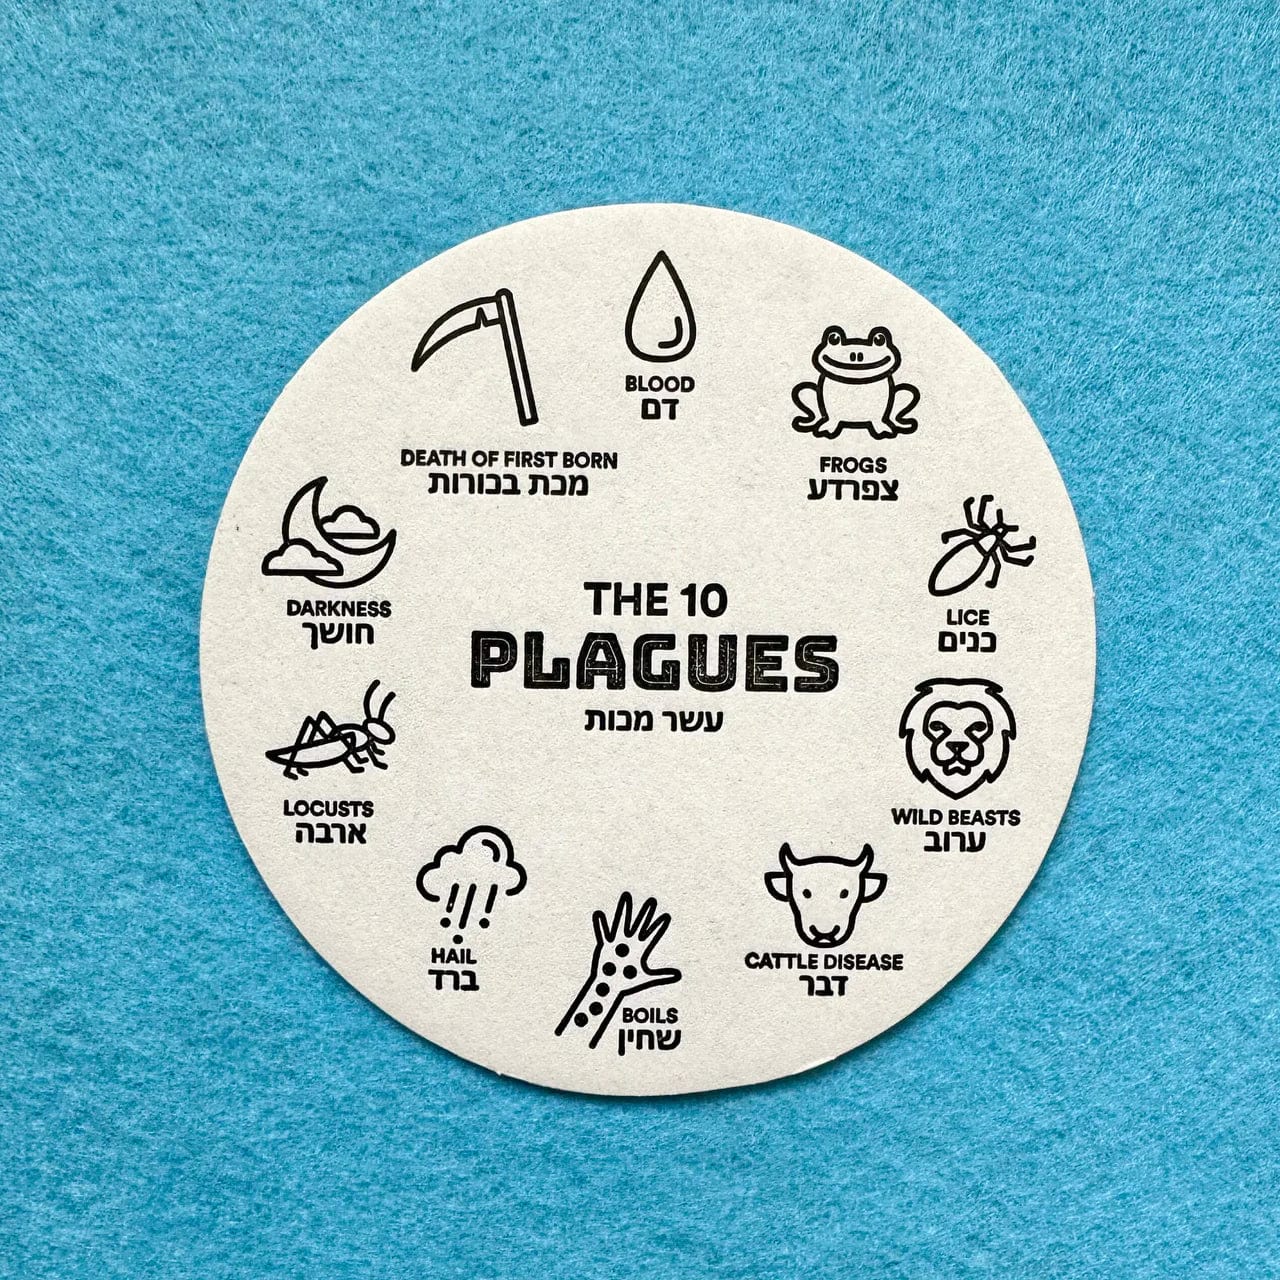 THE 10
PLAGUES
עשר מכות
BLOOD
דם
FROGS
צפרדע
LICE
כנים
WILD BEASTS
ערוב
CATTLE DISEASE
דבר
BOILS
שחין
HAIL
ברד
LOCUSTS
ארבה
DARKNESS
חושך
DEATH OF FIRST BORN
מכת בכורות